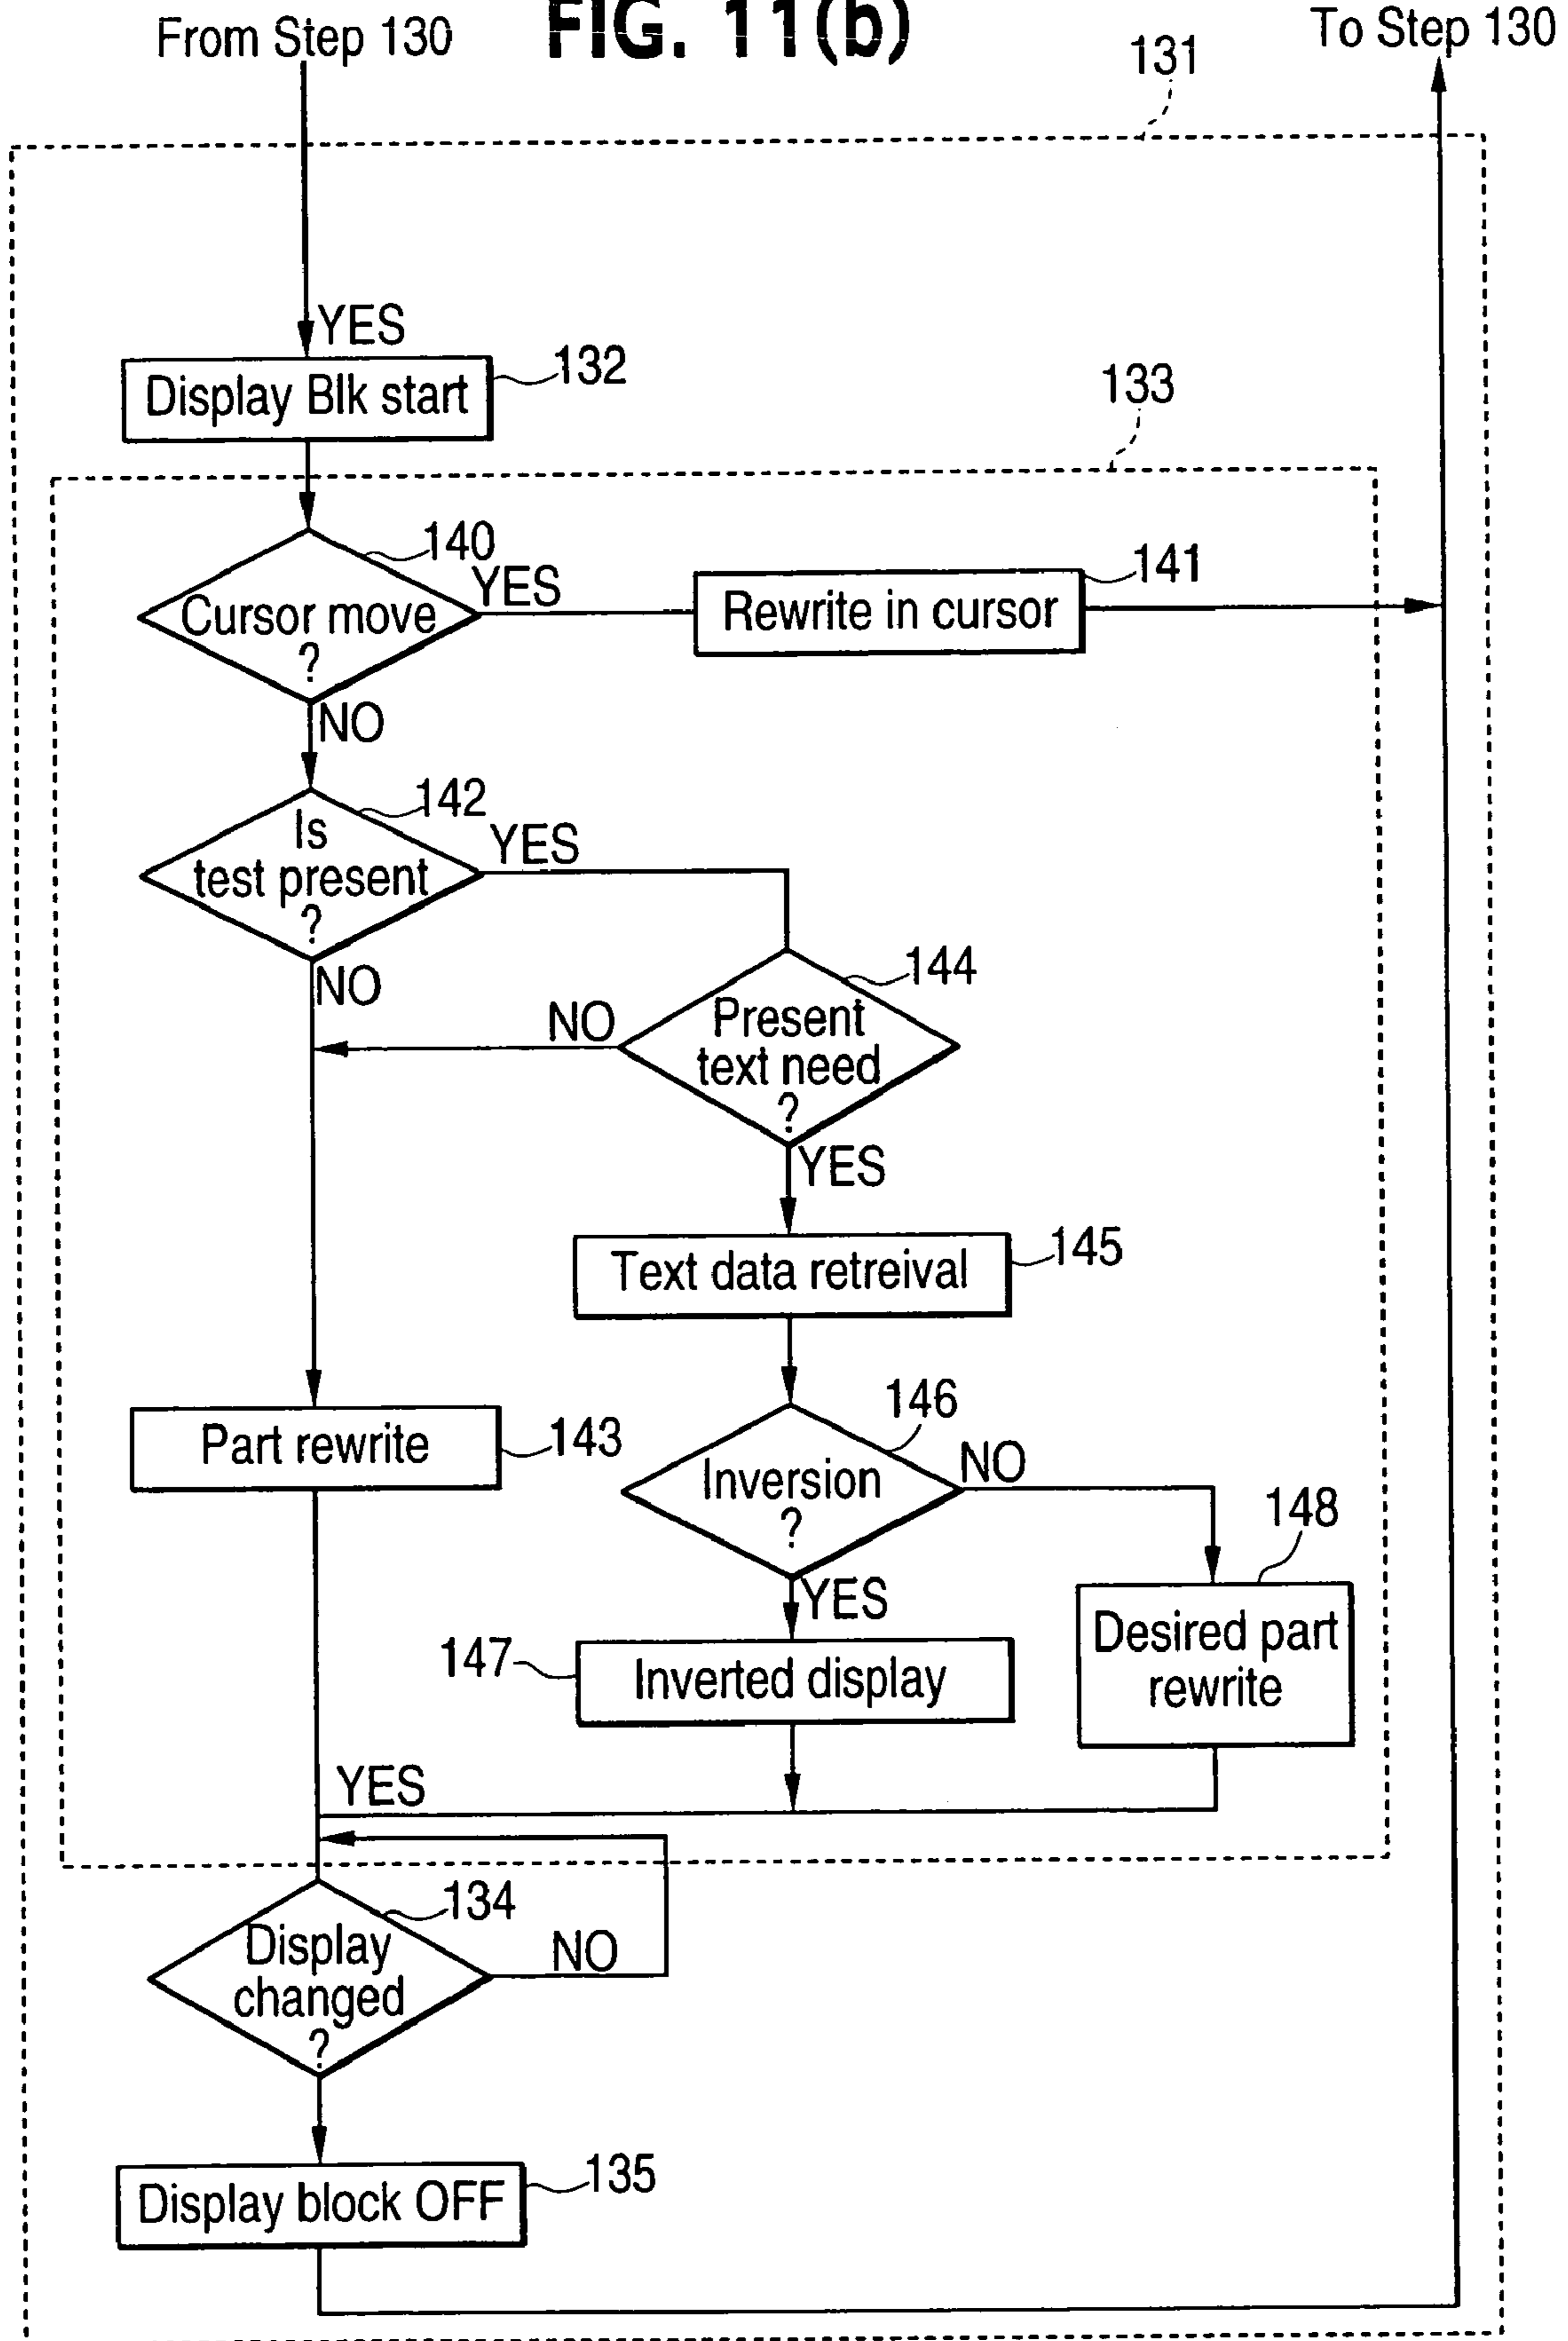 FIG. 11(b)
From Step 130
To Step 130
131
YES
Display Blk start
132
133
140
Cursor move
?
YES
Rewrite in cursor
141
NO
142
Is
test present
?
YES
NO
144
Present
text need
?
NO
YES
Text data retreival
145
146
Inversion
?
NO
Part rewrite
143
148
YES
147
Inverted display
Desired part
rewrite
YES
134
Display
changed
?
NO
Display block OFF
135